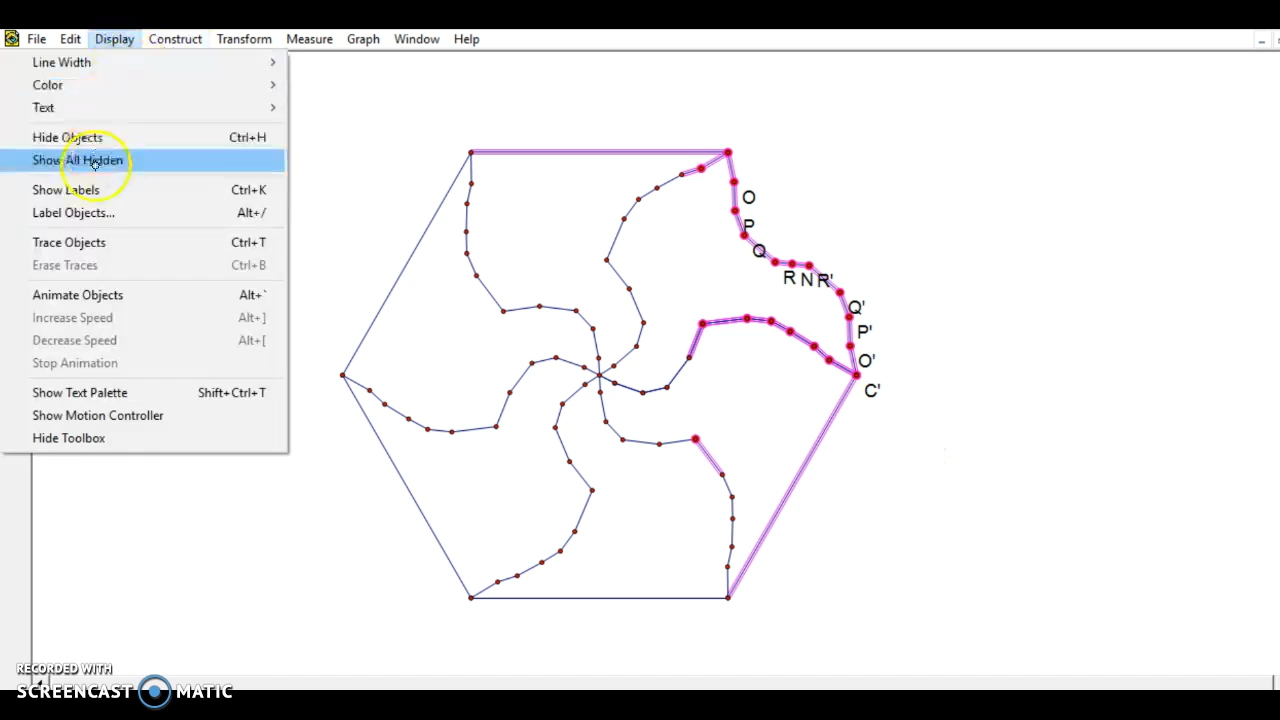 File Edit Display Construct Transform Measure Graph Window Help
Line Width
Color
Text
Hide Objects Ctrl+H
Show All Hidden
Show Labels Ctrl+K
Label Objects... Alt+/
Trace Objects Ctrl+T
Erase Traces Ctrl+B
Animate Objects Alt+`
Increase Speed Alt+]
Decrease Speed Alt+[
Stop Animation
Show Text Palette Shift+Ctrl+T
Show Motion Controller
Hide Toolbox
O
P
Q
R N R'
Q'
P'
O'
C'
RECORDED WITH
SCREENCAST MATIC